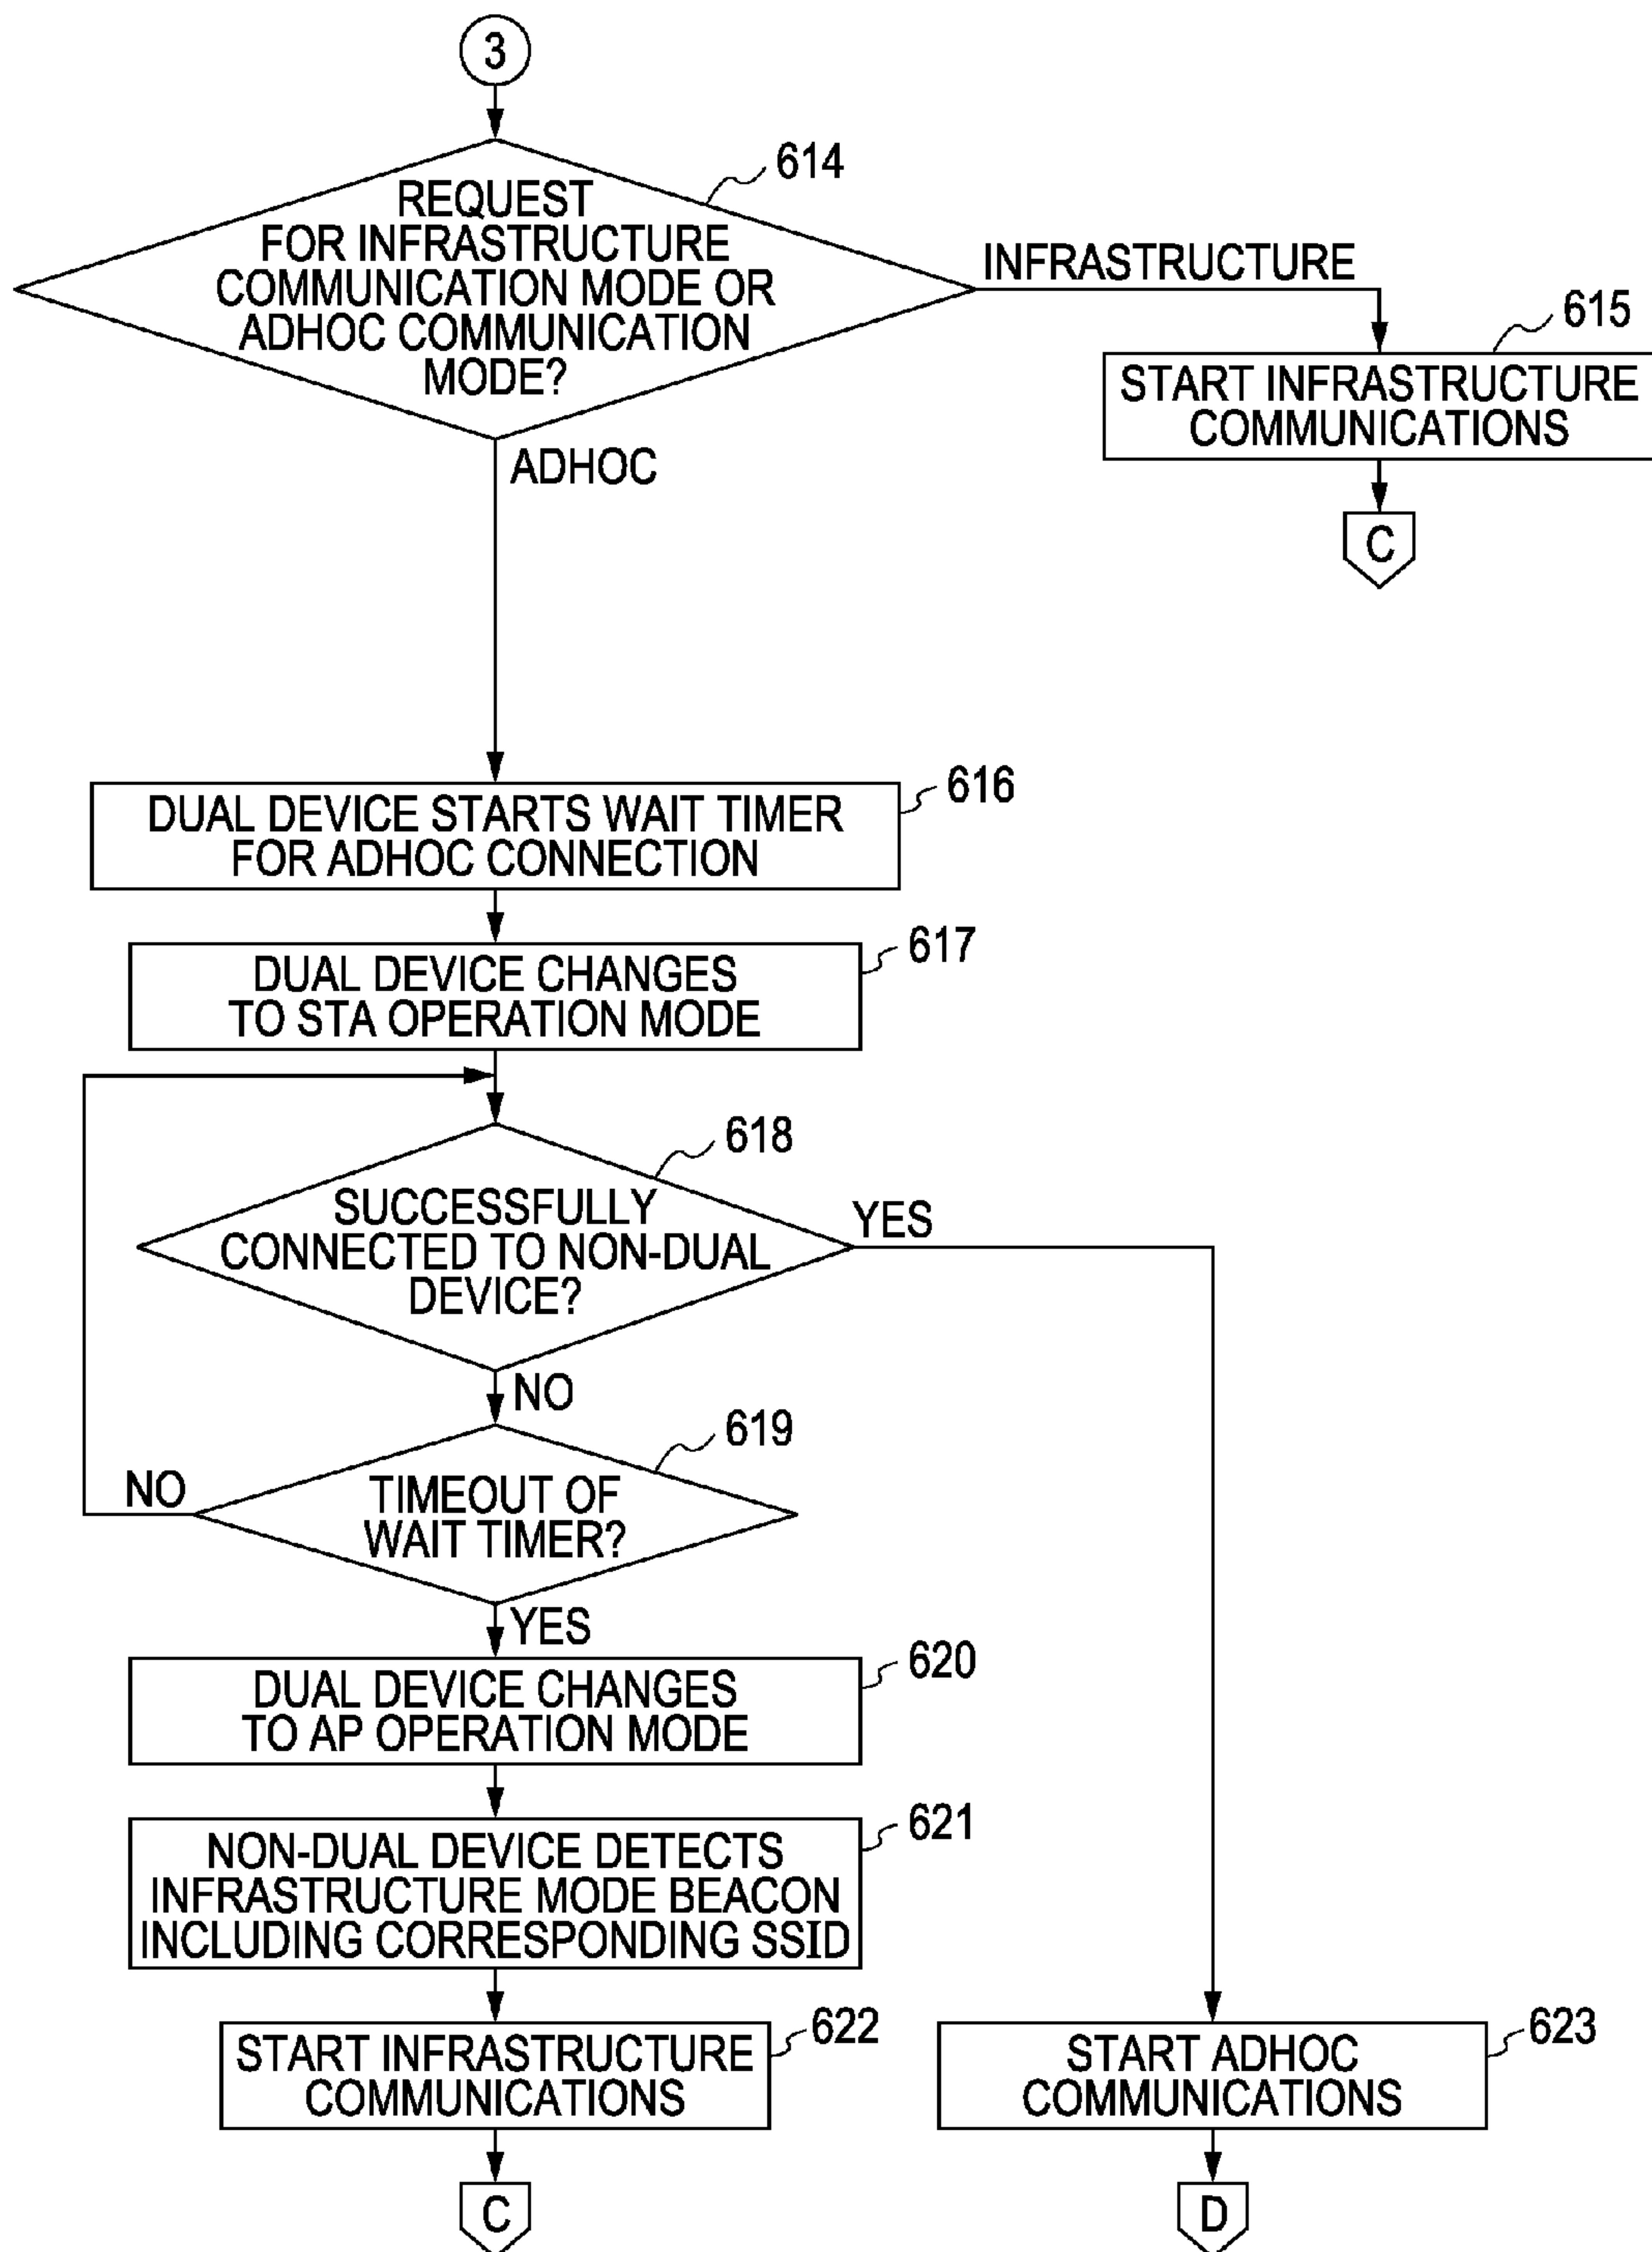 3
614
REQUEST
FOR INFRASTRUCTURE
COMMUNICATION MODE OR
ADHOC COMMUNICATION
MODE?
INFRASTRUCTURE
615
START INFRASTRUCTURE
COMMUNICATIONS
C
ADHOC
616
DUAL DEVICE STARTS WAIT TIMER
FOR ADHOC CONNECTION
617
DUAL DEVICE CHANGES
TO STA OPERATION MODE
618
SUCCESSFULLY
CONNECTED TO NON-DUAL
DEVICE?
YES
NO
619
TIMEOUT OF
WAIT TIMER?
NO
YES
620
DUAL DEVICE CHANGES
TO AP OPERATION MODE
621
NON-DUAL DEVICE DETECTS
INFRASTRUCTURE MODE BEACON
INCLUDING CORRESPONDING SSID
622
START INFRASTRUCTURE
COMMUNICATIONS
C
623
START ADHOC
COMMUNICATIONS
D